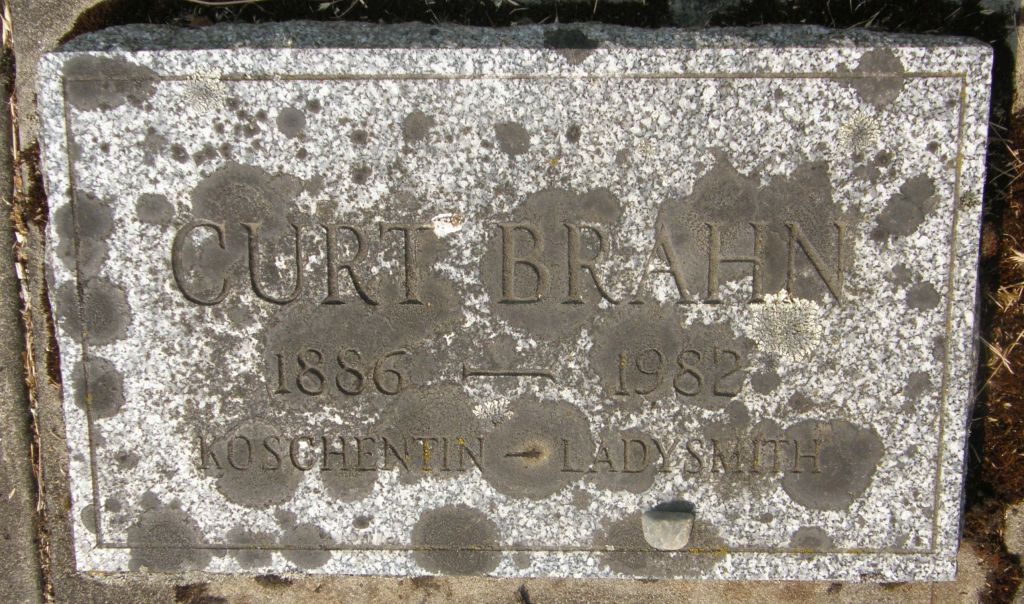 CURT BRAHN
1886 — 1982
KOSCHENTIN - LADYSMITH